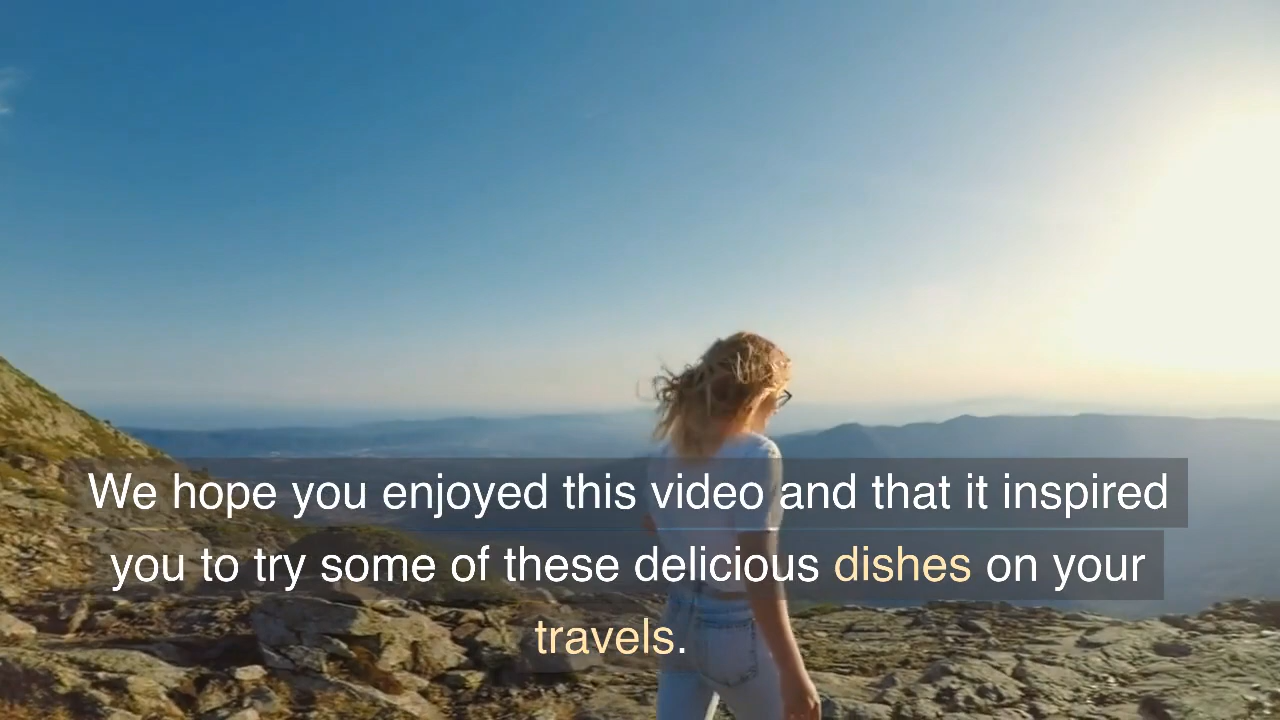 We hope you enjoyed this video and that it inspired
you to try some of these delicious dishes on your
travels.